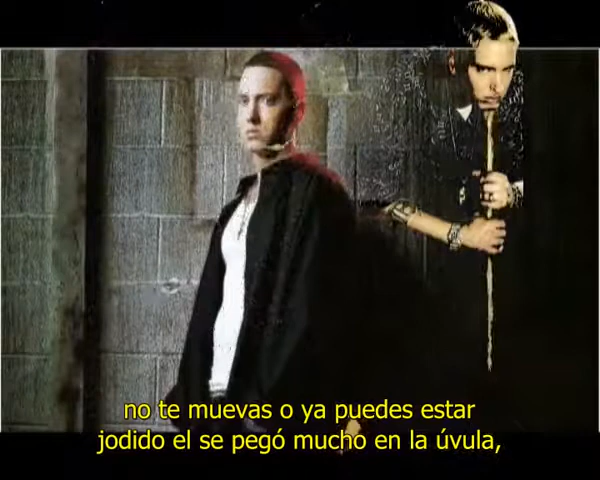 no te muevas o ya puedes estar
jodido el se pegó mucho en la úvula,